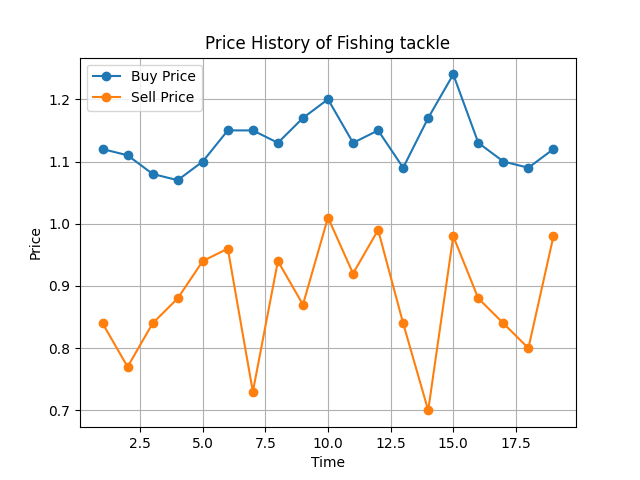 Price History of Fishing tackle
Buy Price
Sell Price
1.2
1.1
1.0
0.9
0.8
0.7
Price
2.5 5.0 7.5 10.0 12.5 15.0 17.5
Time